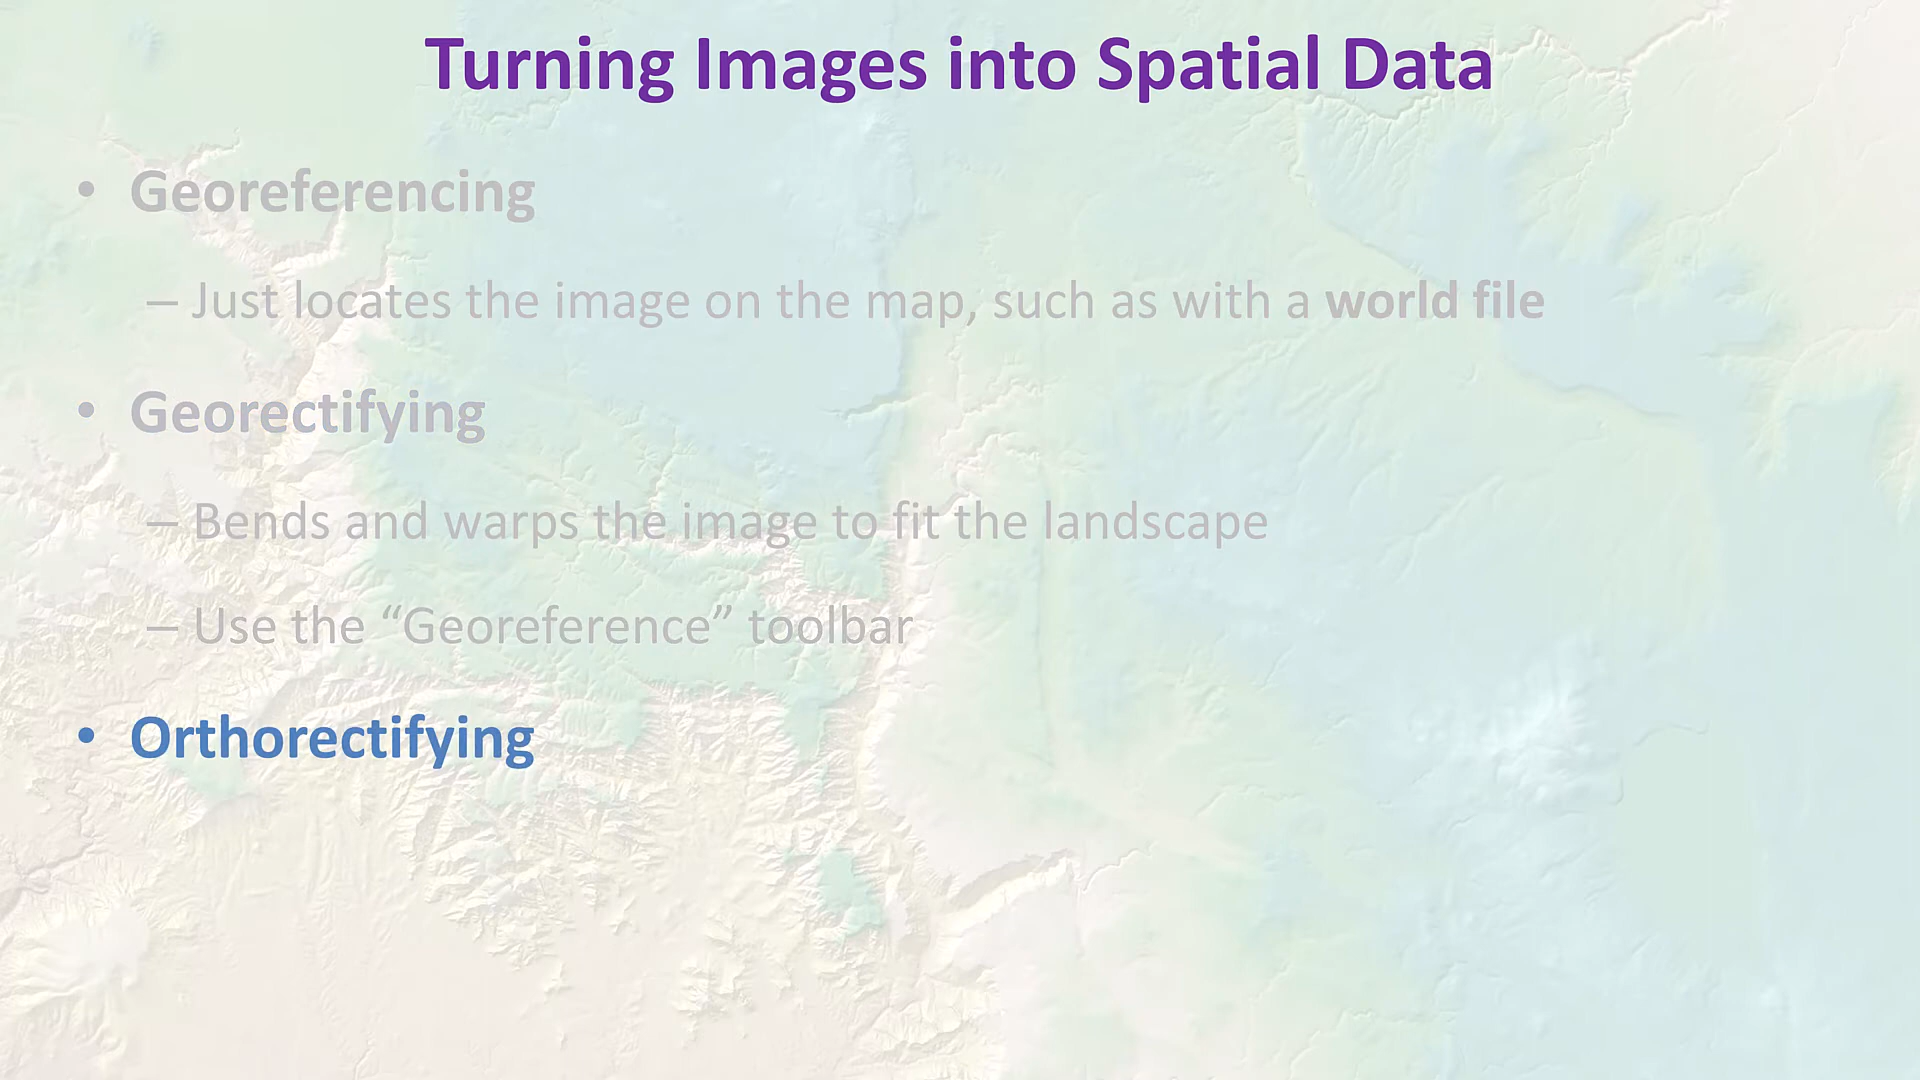 Turning Images into Spatial Data
• Georeferencing
– Just locates the image on the map, such as with a world file
• Georectifying
– Bends and warps the image to fit the landscape
– Use the “Georeference” toolbar
• Orthorectifying